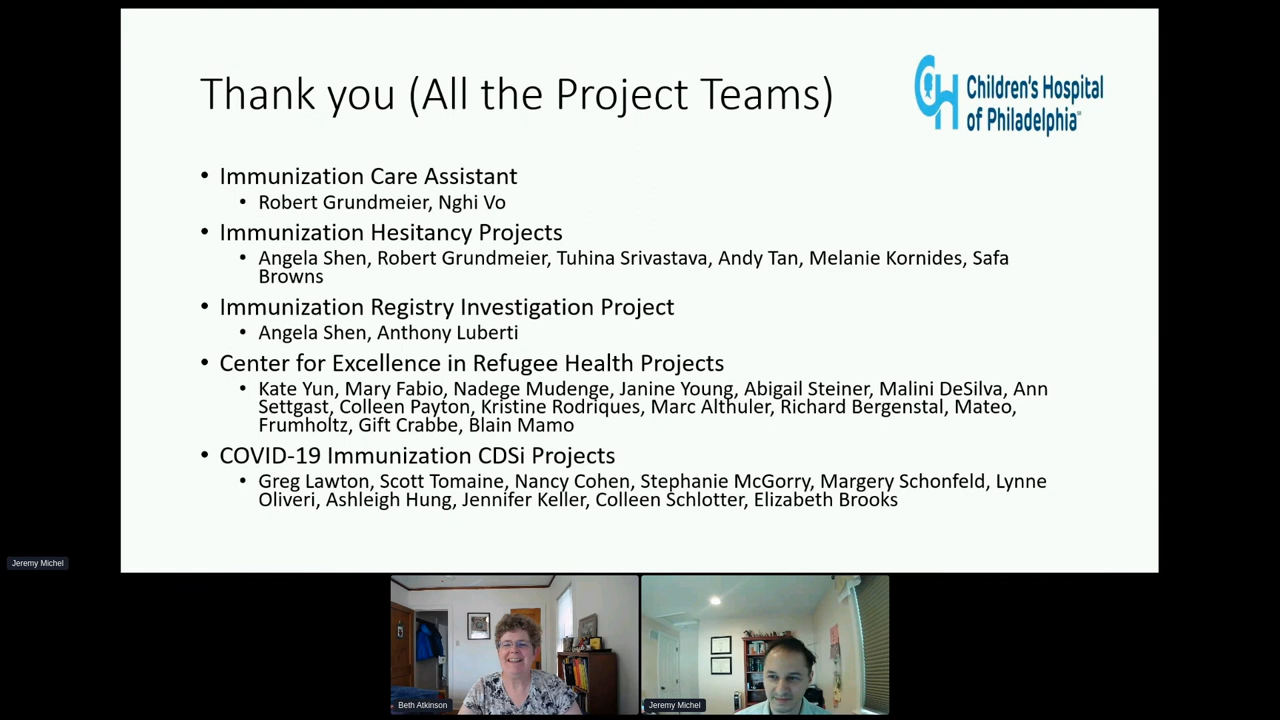 Thank you (All the Project Teams)
Children's Hospital
of Philadelphia
• Immunization Care Assistant
• Robert Grundmeier, Nghi Vo
• Immunization Hesitancy Projects
• Angela Shen, Robert Grundmeier, Tuhina Srivastava, Andy Tan, Melanie Kornides, Safa
Browns
• Immunization Registry Investigation Project
• Angela Shen, Anthony Luberti
• Center for Excellence in Refugee Health Projects
• Kate Yun, Mary Fabio, Nadege Mudenge, Janine Young, Abigail Steiner, Malini DeSilva, Ann
Settgast, Colleen Payton, Kristine Rodriques, Marc Althuler, Richard Bergenstal, Mateo,
Frumholtz, Gift Crabbe, Blain Mamo
• COVID-19 Immunization CDSi Projects
• Greg Lawton, Scott Tomaine, Nancy Cohen, Stephanie McGorry, Margery Schonfeld, Lynne
Oliveri, Ashleigh Hung, Jennifer Keller, Colleen Schlotter, Elizabeth Brooks
Jeremy Michel
Beth Atkinson
Jeremy Michel